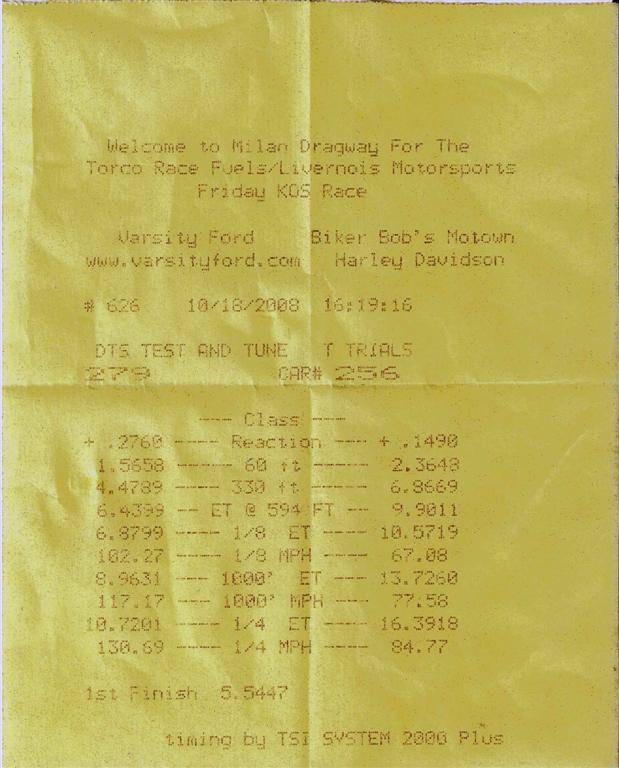 Welcome to Milan Dragway For The
Torco Race Fuels/Livernois Motorsports
Friday KOS Race
Varsity Ford Biker Bob's Motown
www.varsityford.com Harley Davidson
# 626 10/18/2008 16:19:16
DTS TEST AND TUNE T TRIALS
279 CAR# 256
--- Class ---
+ .2760 ---- Reaction --- + .1490
1.5658 ----- 60 ft ----- 2.3648
4.4789 ----- 330 ft ----- 6.8669
6.4399 -- ET @ 594 FT -- 9.9011
6.8799 ---- 1/8 ET ---- 10.5719
102.27 ---- 1/8 MPH ---- 67.08
8.9631 --- 1000' ET --- 13.7260
117.17 --- 1000' MPH --- 77.58
10.7201 ---- 1/4 ET ---- 16.3918
130.69 ---- 1/4 MPH ---- 84.77
1st Finish 5.5447
timing by TSI SYSTEM 2000 Plus